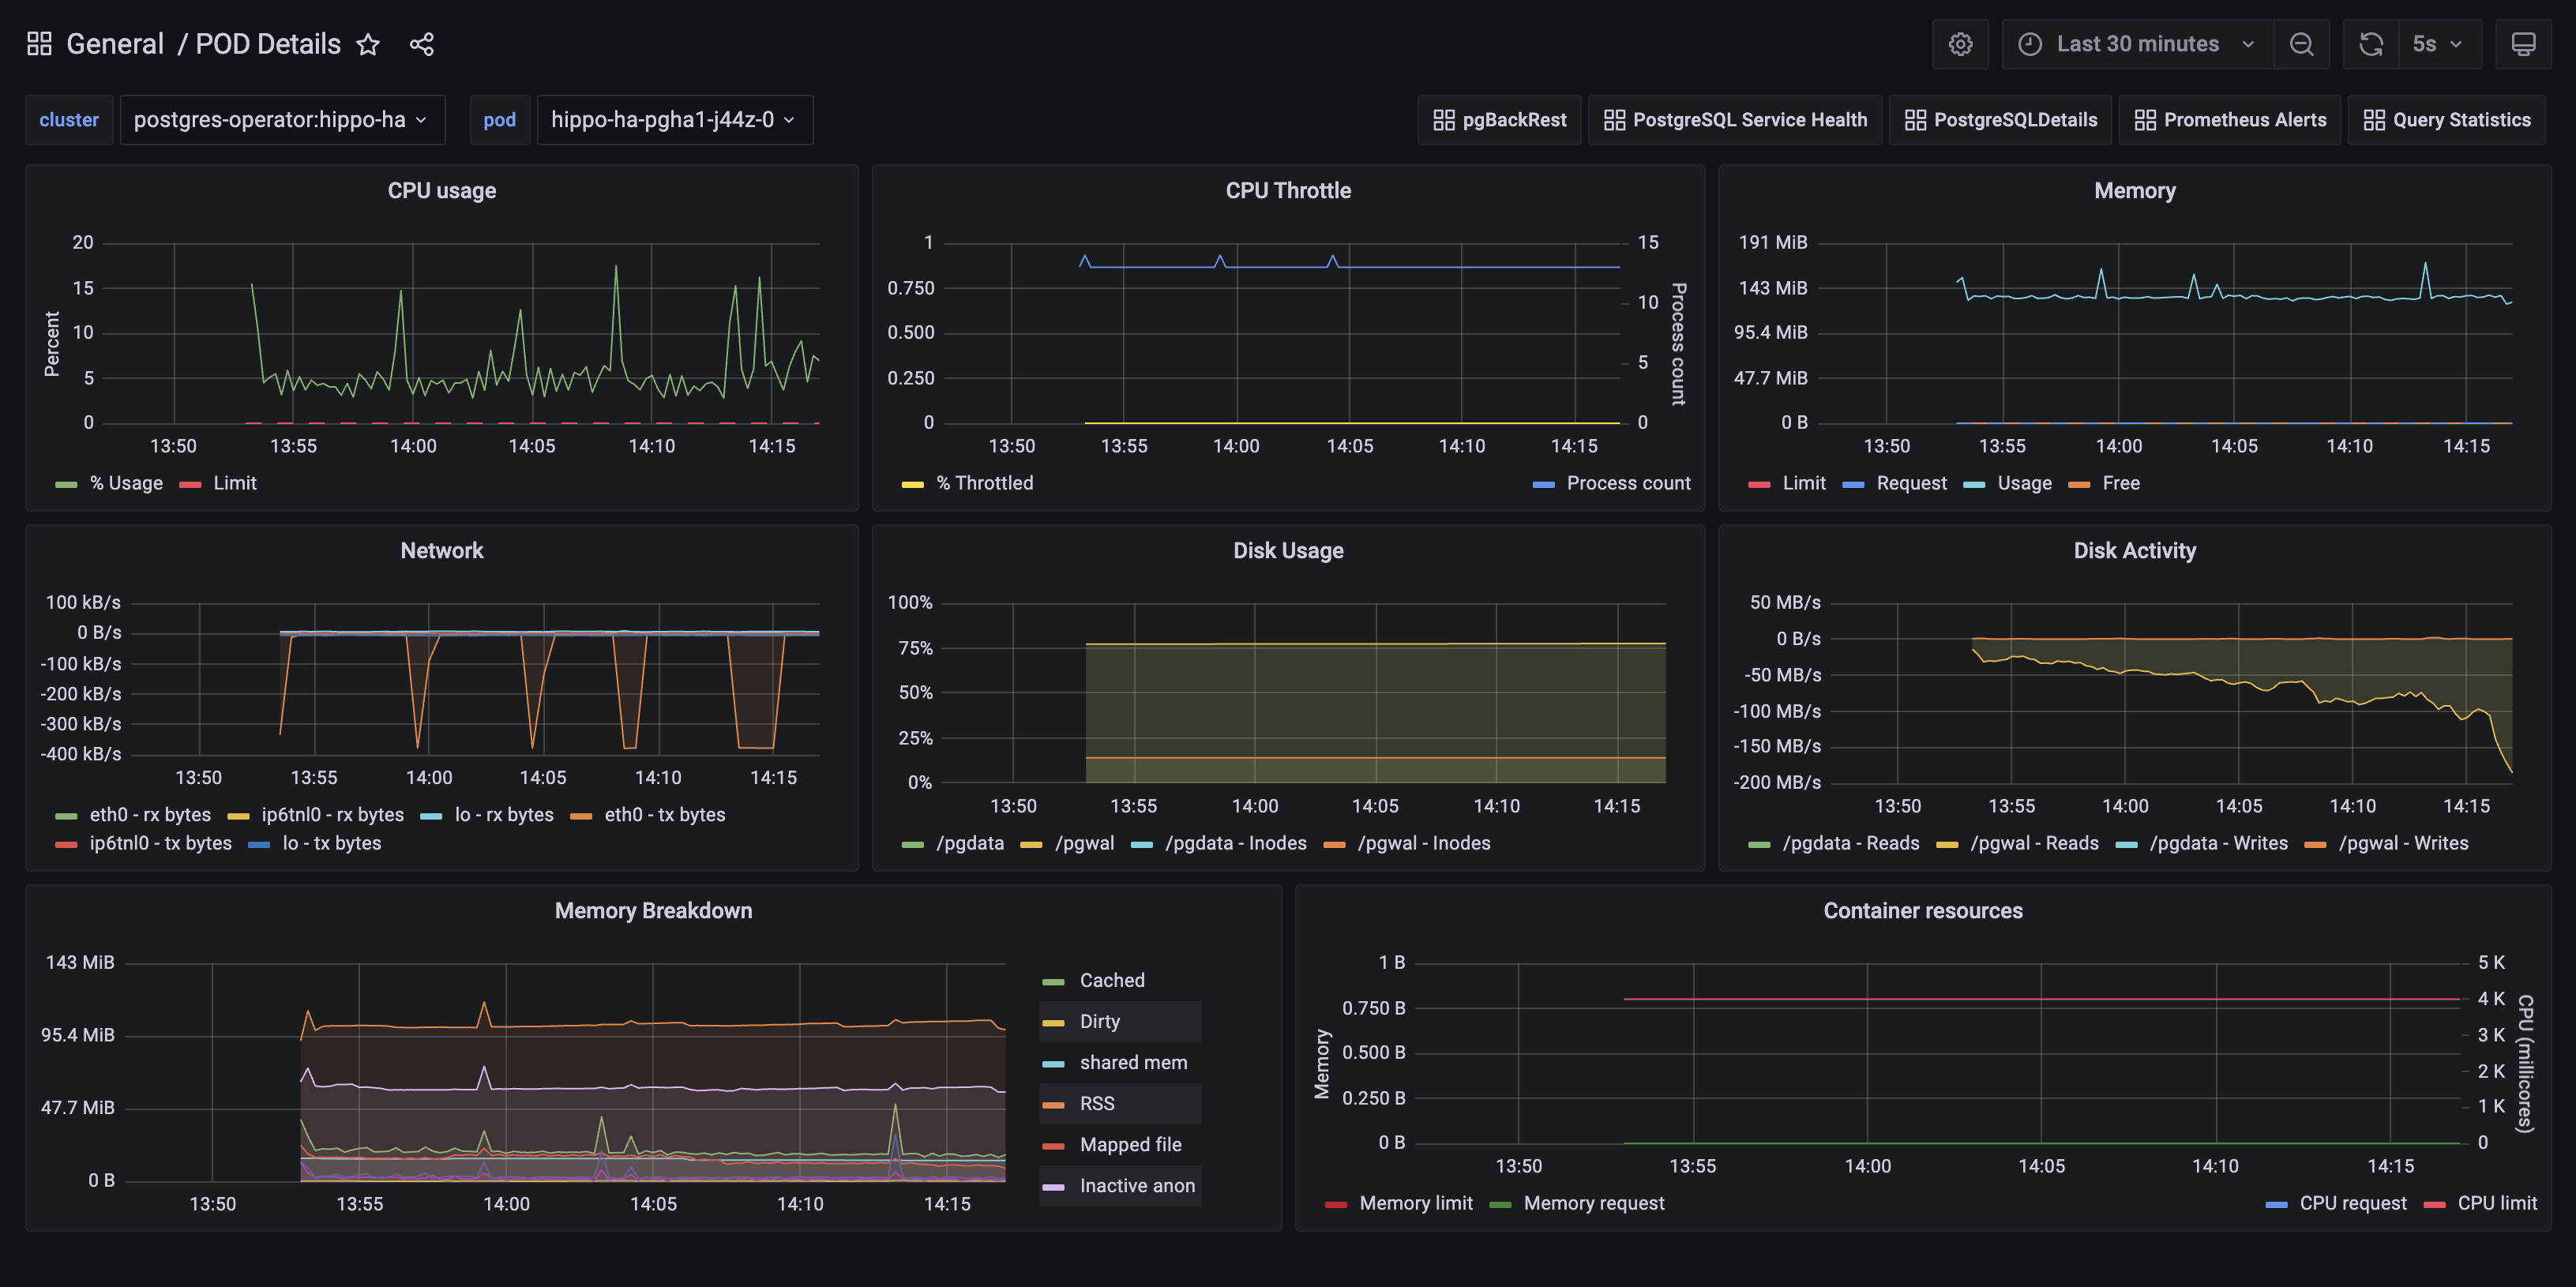 General / POD Details
Last 30 minutes
5s
cluster postgres-operator:hippo-ha pod hippo-ha-pgha1-j44z-0
pgBackRest PostgreSQL Service Health PostgreSQLDetails Prometheus Alerts Query Statistics
CPU usage
20
15
10
5
0
Percent
13:50 13:55 14:00 14:05 14:10 14:15
% Usage Limit
CPU Throttle
1
0.750
0.500
0.250
0
15
10
5
0
Process count
13:50 13:55 14:00 14:05 14:10 14:15
% Throttled Process count
Memory
191 MiB
143 MiB
95.4 MiB
47.7 MiB
0 B
13:50 13:55 14:00 14:05 14:10 14:15
Limit Request Usage Free
Network
100 kB/s
0 B/s
-100 kB/s
-200 kB/s
-300 kB/s
-400 kB/s
13:50 13:55 14:00 14:05 14:10 14:15
eth0 - rx bytes ip6tnl0 - rx bytes lo - rx bytes eth0 - tx bytes
ip6tnl0 - tx bytes lo - tx bytes
Disk Usage
100%
75%
50%
25%
0%
13:50 13:55 14:00 14:05 14:10 14:15
/pgdata /pgwal /pgdata - Inodes /pgwal - Inodes
Disk Activity
50 MB/s
0 B/s
-50 MB/s
-100 MB/s
-150 MB/s
-200 MB/s
13:50 13:55 14:00 14:05 14:10 14:15
/pgdata - Reads /pgwal - Reads /pgdata - Writes /pgwal - Writes
Memory Breakdown
143 MiB
95.4 MiB
47.7 MiB
0 B
13:50 13:55 14:00 14:05 14:10 14:15
Cached
Dirty
shared mem
RSS
Mapped file
Inactive anon
Container resources
1 B
0.750 B
0.500 B
0.250 B
0 B
Memory
5 K
4 K
3 K
2 K
1 K
0
CPU (millicores)
13:50 13:55 14:00 14:05 14:10 14:15
Memory limit Memory request CPU request CPU limit